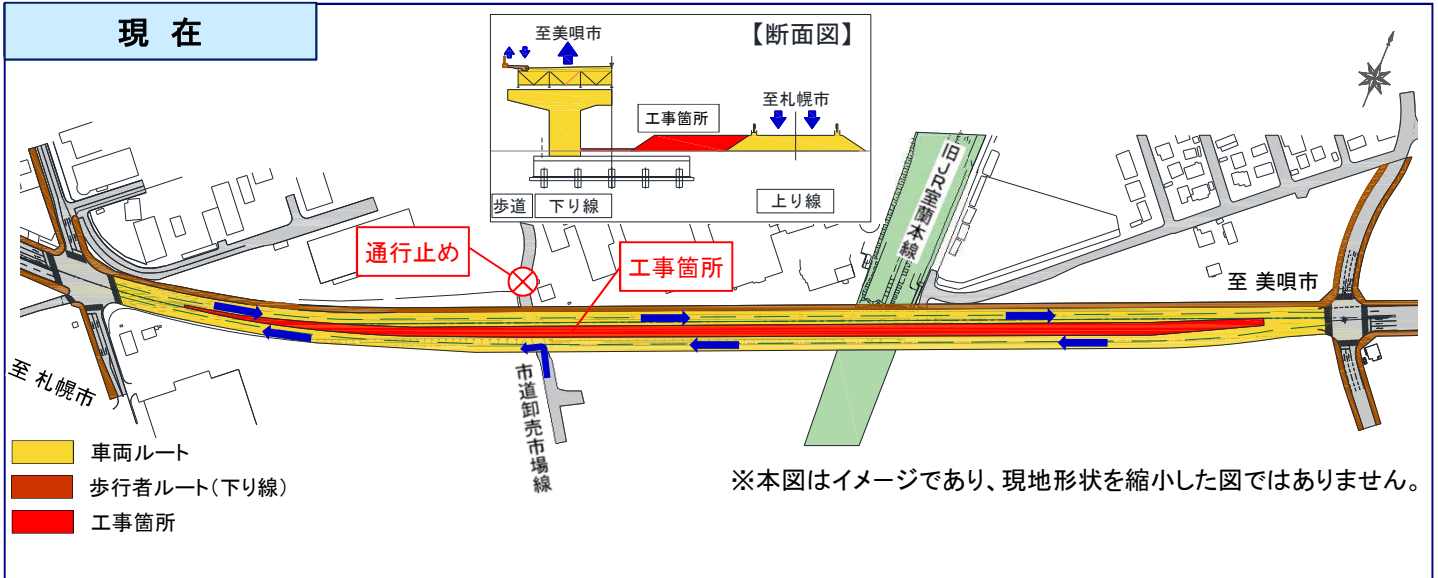 現 在
【断面図】
至美唄市
至札幌市
工事箇所
歩道
下り線
上り線
旧JR室蘭本線
通行止め
工事箇所
至 美唄市
至 札幌市
市道卸売市場線
車両ルート
歩行者ルート(下り線)
工事箇所
※本図はイメージであり、現地形状を縮小した図ではありません。